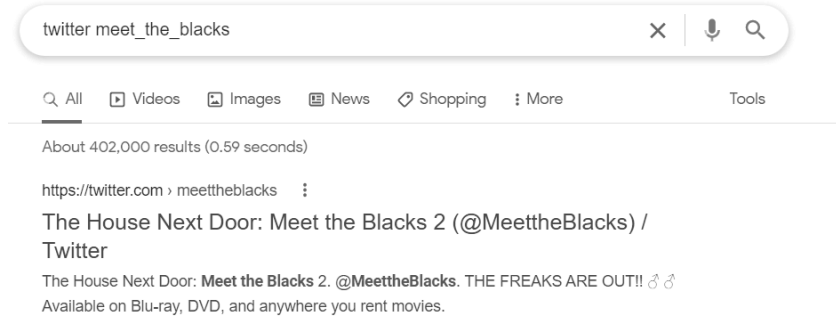 twitter meet_the_blacks
All Videos Images News Shopping More Tools
About 402,000 results (0.59 seconds)
https://twitter.com › meettheblacks
The House Next Door: Meet the Blacks 2 (@MeettheBlacks) /
Twitter
The House Next Door: Meet the Blacks 2. @MeettheBlacks. THE FREAKS ARE OUT!! ♂ ♂
Available on Blu-ray, DVD, and anywhere you rent movies.